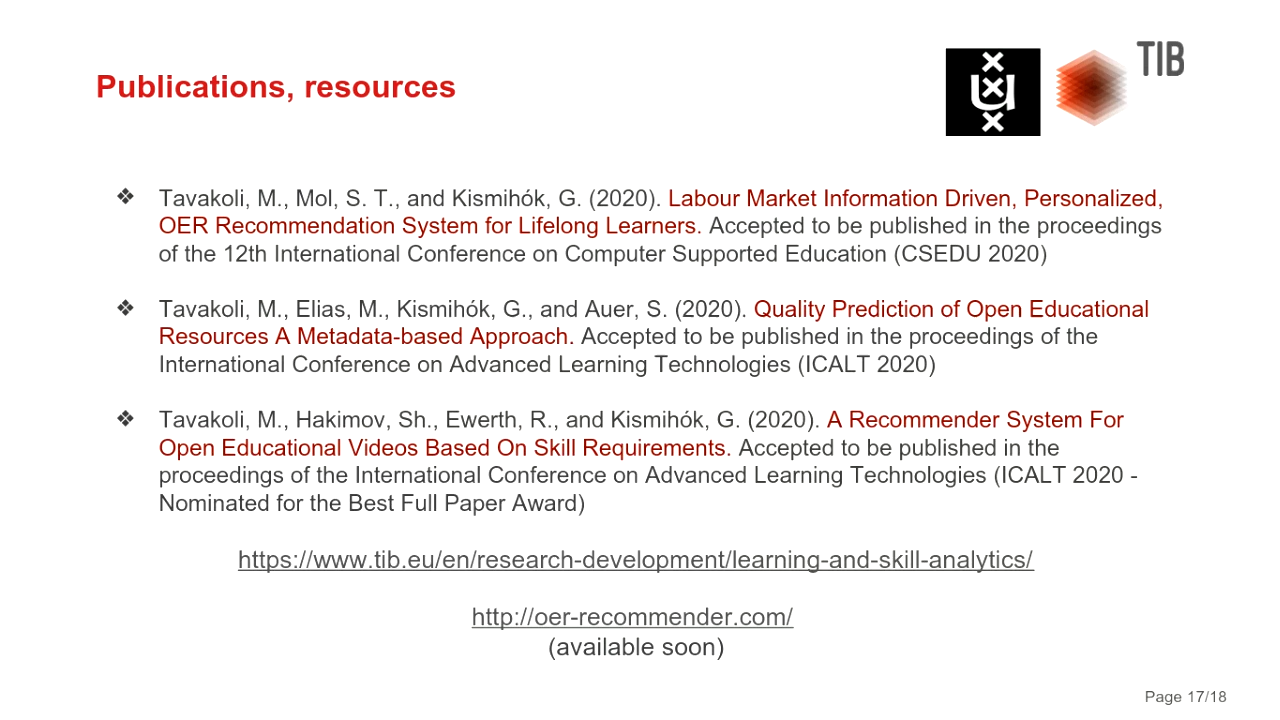 Publications, resources
TIB
❖ Tavakoli, M., Mol, S. T., and Kismihók, G. (2020). Labour Market Information Driven, Personalized,
OER Recommendation System for Lifelong Learners. Accepted to be published in the proceedings
of the 12th International Conference on Computer Supported Education (CSEDU 2020)
❖ Tavakoli, M., Elias, M., Kismihók, G., and Auer, S. (2020). Quality Prediction of Open Educational
Resources A Metadata-based Approach. Accepted to be published in the proceedings of the
International Conference on Advanced Learning Technologies (ICALT 2020)
❖ Tavakoli, M., Hakimov, Sh., Ewerth, R., and Kismihók, G. (2020). A Recommender System For
Open Educational Videos Based On Skill Requirements. Accepted to be published in the
proceedings of the International Conference on Advanced Learning Technologies (ICALT 2020 -
Nominated for the Best Full Paper Award)
https://www.tib.eu/en/research-development/learning-and-skill-analytics/
http://oer-recommender.com/
(available soon)
Page 17/18